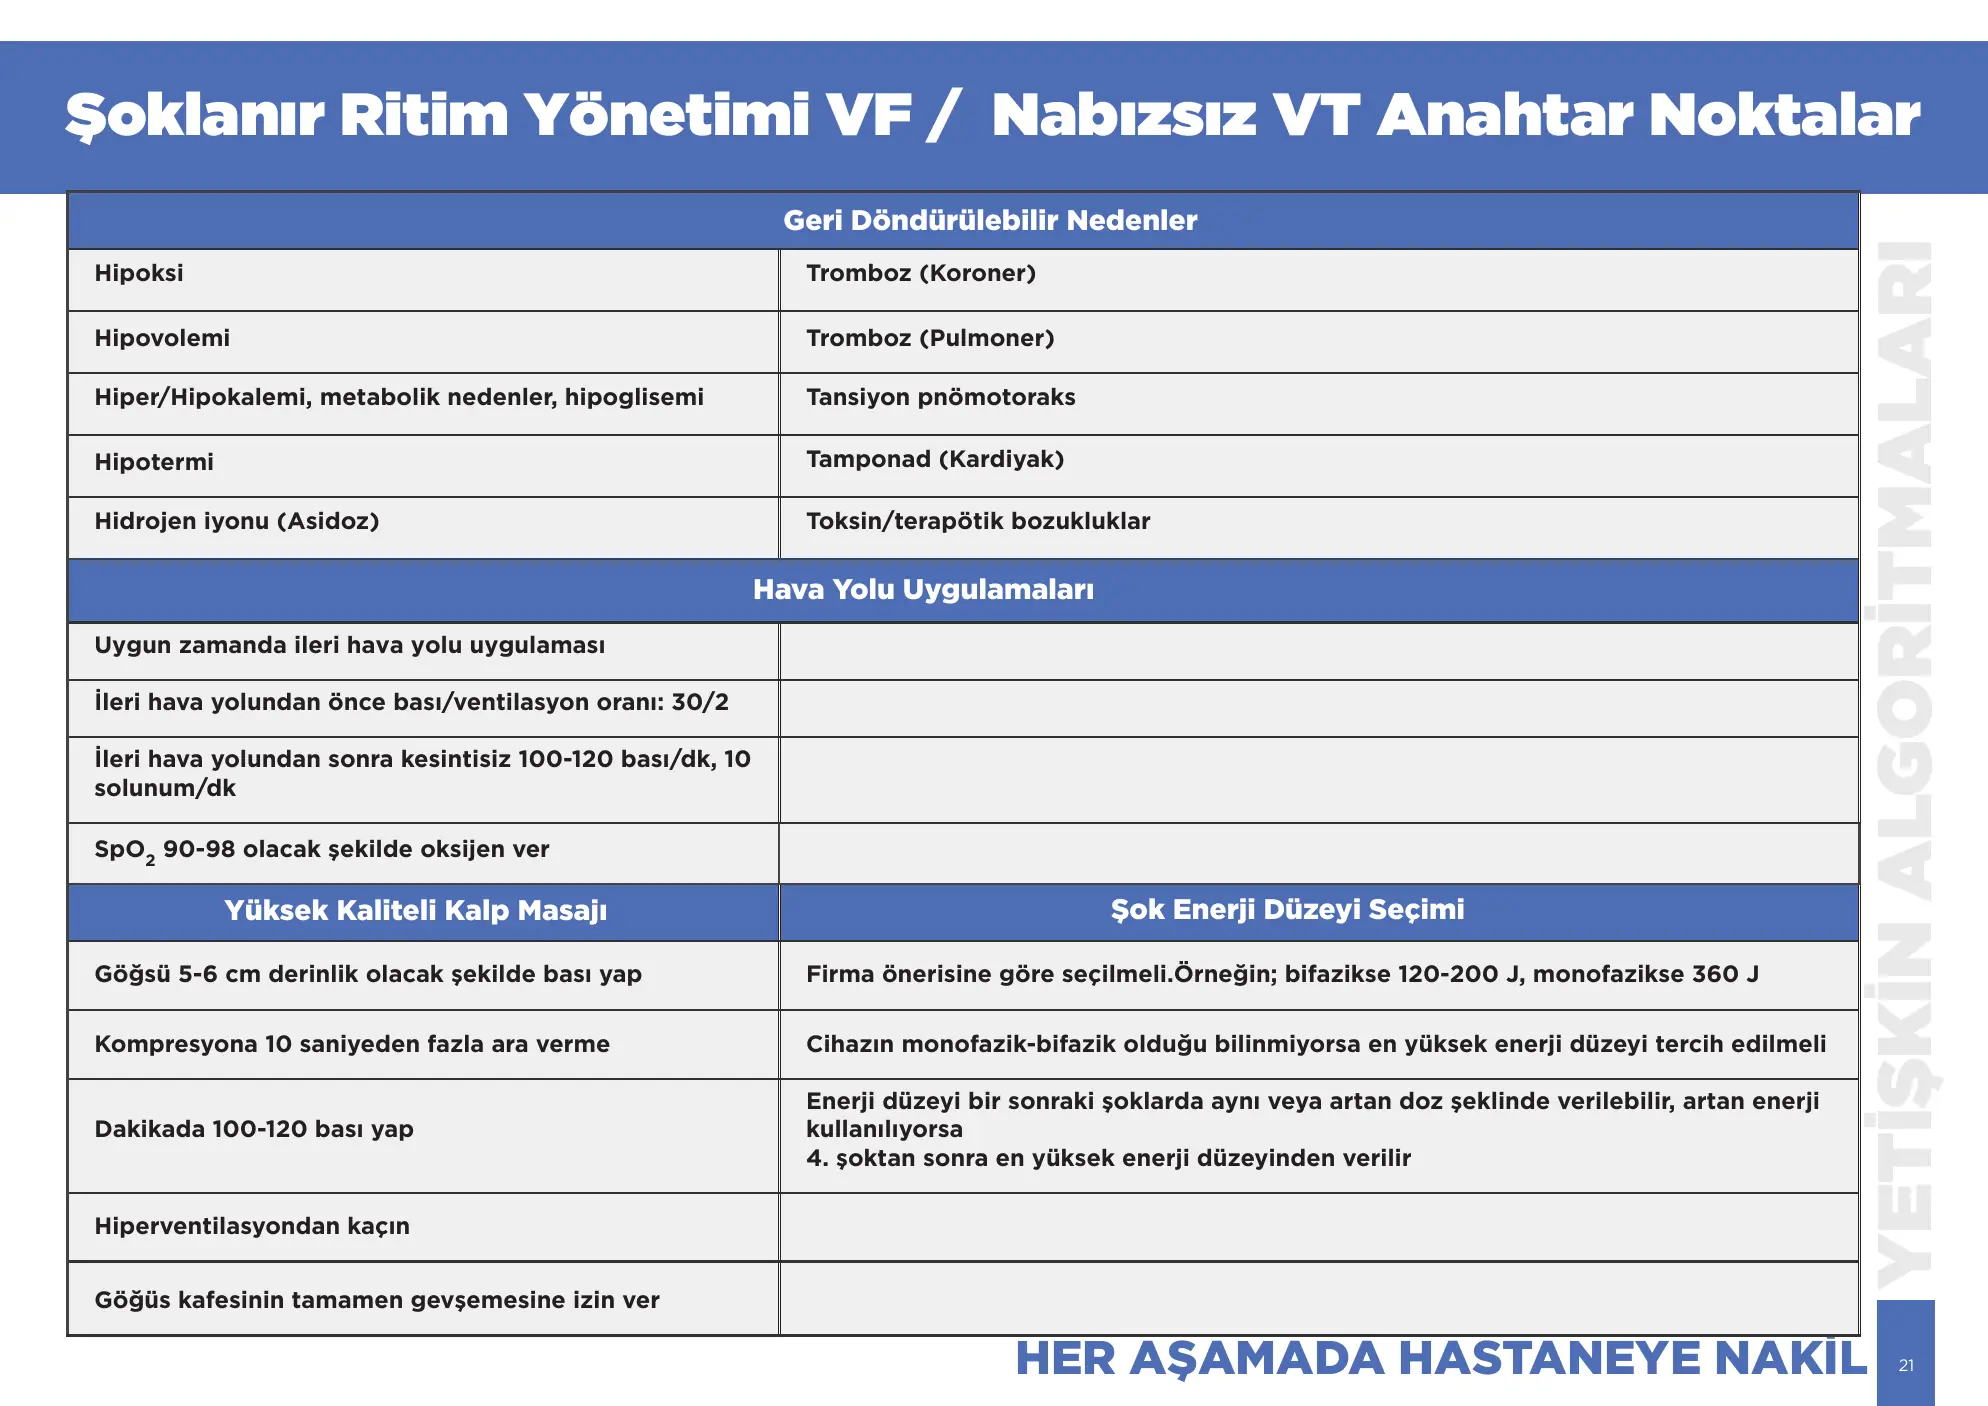 Şoklanır Ritim Yönetimi VF / Nabızsız VT Anahtar Noktalar
Geri Döndürülebilir Nedenler
Hipoksi
Tromboz (Koroner)
Hipovolemi
Tromboz (Pulmoner)
Hiper/Hipokalemi, metabolik nedenler, hipoglisemi
Tansiyon pnömotoraks
Hipotermi
Tamponad (Kardiyak)
Hidrojen iyonu (Asidoz)
Toksin/terapötik bozukluklar
Hava Yolu Uygulamaları
Uygun zamanda ileri hava yolu uygulaması
İleri hava yolundan önce bası/ventilasyon oranı: 30/2
İleri hava yolundan sonra kesintisiz 100-120 bası/dk, 10
solunum/dk
SpO2 90-98 olacak şekilde oksijen ver
Yüksek Kaliteli Kalp Masajı
Şok Enerji Düzeyi Seçimi
Göğsü 5-6 cm derinlik olacak şekilde bası yap
Firma önerisine göre seçilmeli.Örneğin; bifazikse 120-200 J, monofazikse 360 J
Kompresyona 10 saniyeden fazla ara verme
Cihazın monofazik-bifazik olduğu bilinmiyorsa en yüksek enerji düzeyi tercih edilmeli
Dakikada 100-120 bası yap
Enerji düzeyi bir sonraki şoklarda aynı veya artan doz şeklinde verilebilir, artan enerji
kullanılıyorsa
4. şoktan sonra en yüksek enerji düzeyinden verilir
Hiperventilasyondan kaçın
Göğüs kafesinin tamamen gevşemesine izin ver
YETİŞKİN ALGORİTMALARI
HER AŞAMADA HASTANEYE NAKİL
21